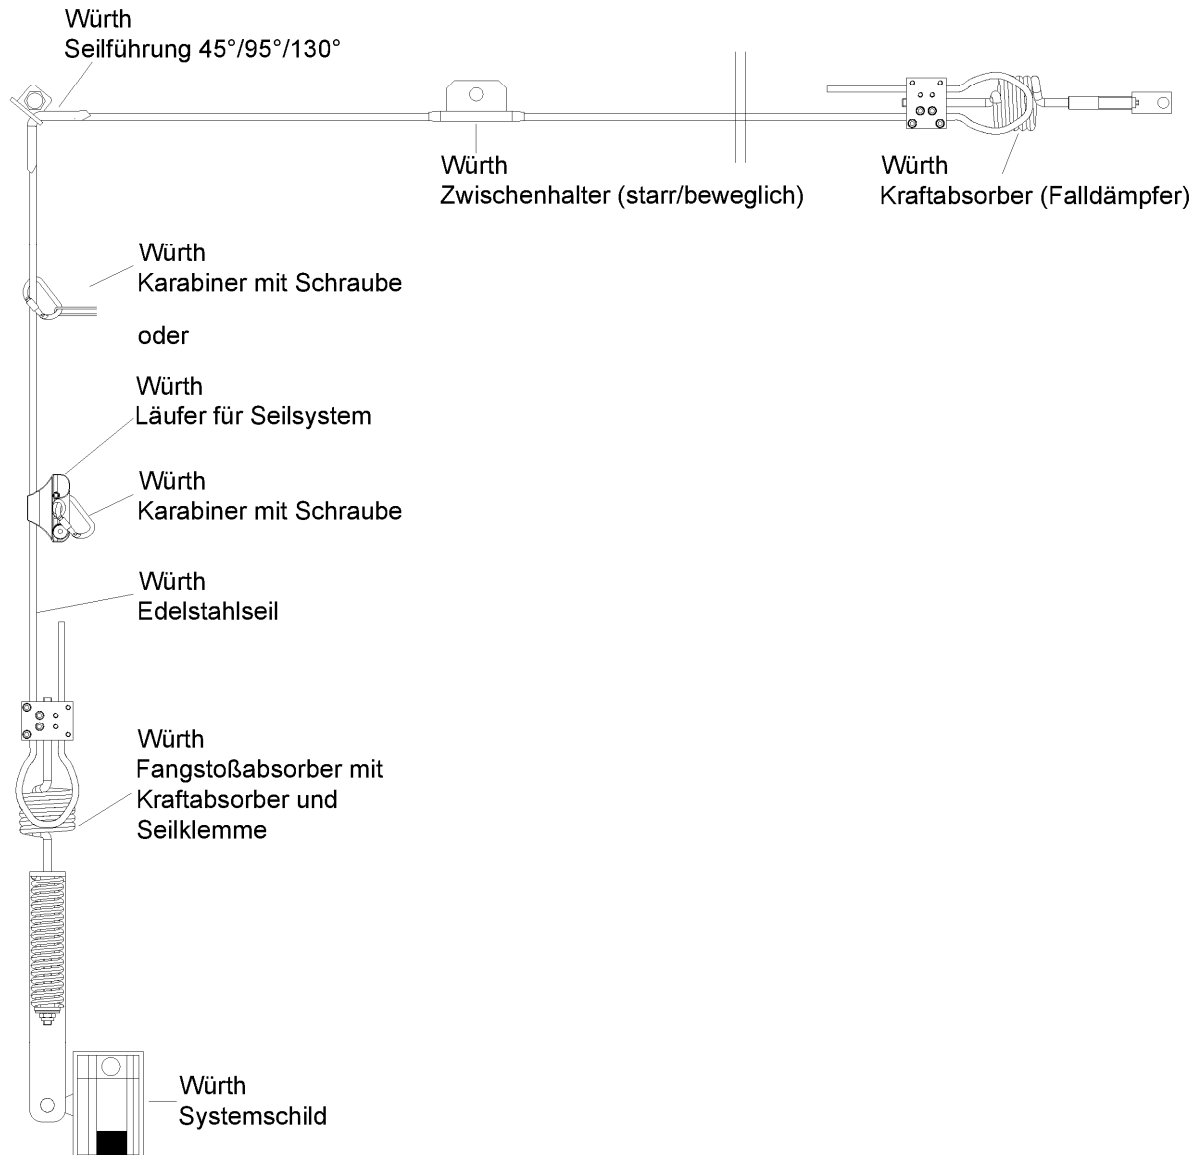 Würth
Seilführung 45°/95°/130°
Würth
Zwischenhalter (starr/beweglich)
Würth
Kraftabsorber (Falldämpfer)
Würth
Karabiner mit Schraube
oder
Würth
Läufer für Seilsystem
Würth
Karabiner mit Schraube
Würth
Edelstahlseil
Würth
Fangstoßabsorber mit
Kraftabsorber und
Seilklemme
Würth
Systemschild